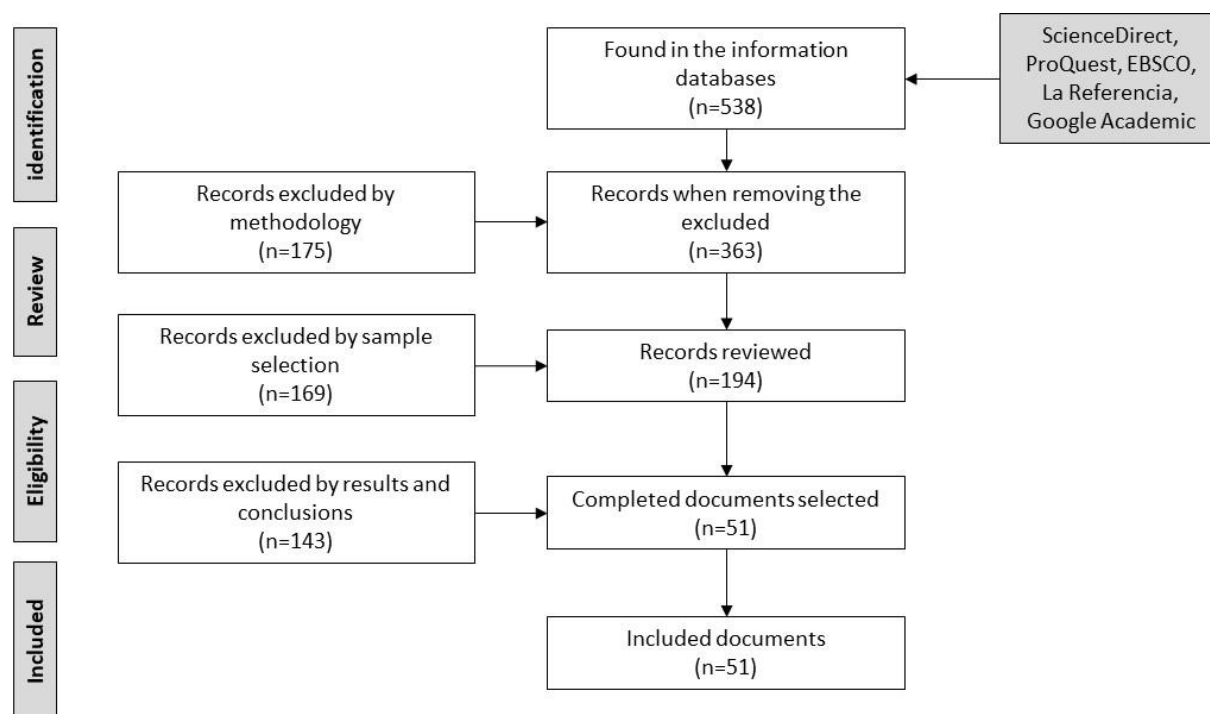 identification
Found in the information
databases
(n=538)
ScienceDirect,
ProQuest, EBSCO,
La Referencia,
Google Academic
Records excluded by
methodology
(n=175)
Records when removing the
excluded
(n=363)
Review
Records excluded by sample
selection
(n=169)
Records reviewed
(n=194)
Eligibility
Records excluded by results and
conclusions
(n=143)
Completed documents selected
(n=51)
Included
Included documents
(n=51)